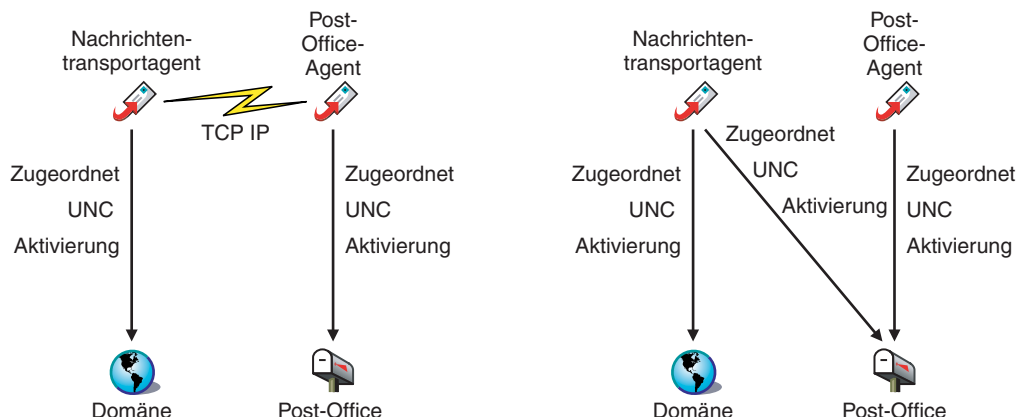 Nachrichten-
transportagent
Post-
Office-
Agent
TCP IP
Zugeordnet
UNC
Aktivierung
Zugeordnet
UNC
Aktivierung
Domäne
Post-Office
Nachrichten-
transportagent
Post-
Office-
Agent
Zugeordnet
UNC
Aktivierung
Zugeordnet
UNC
Aktivierung
Zugeordnet
UNC
Aktivierung
Domäne
Post-Office